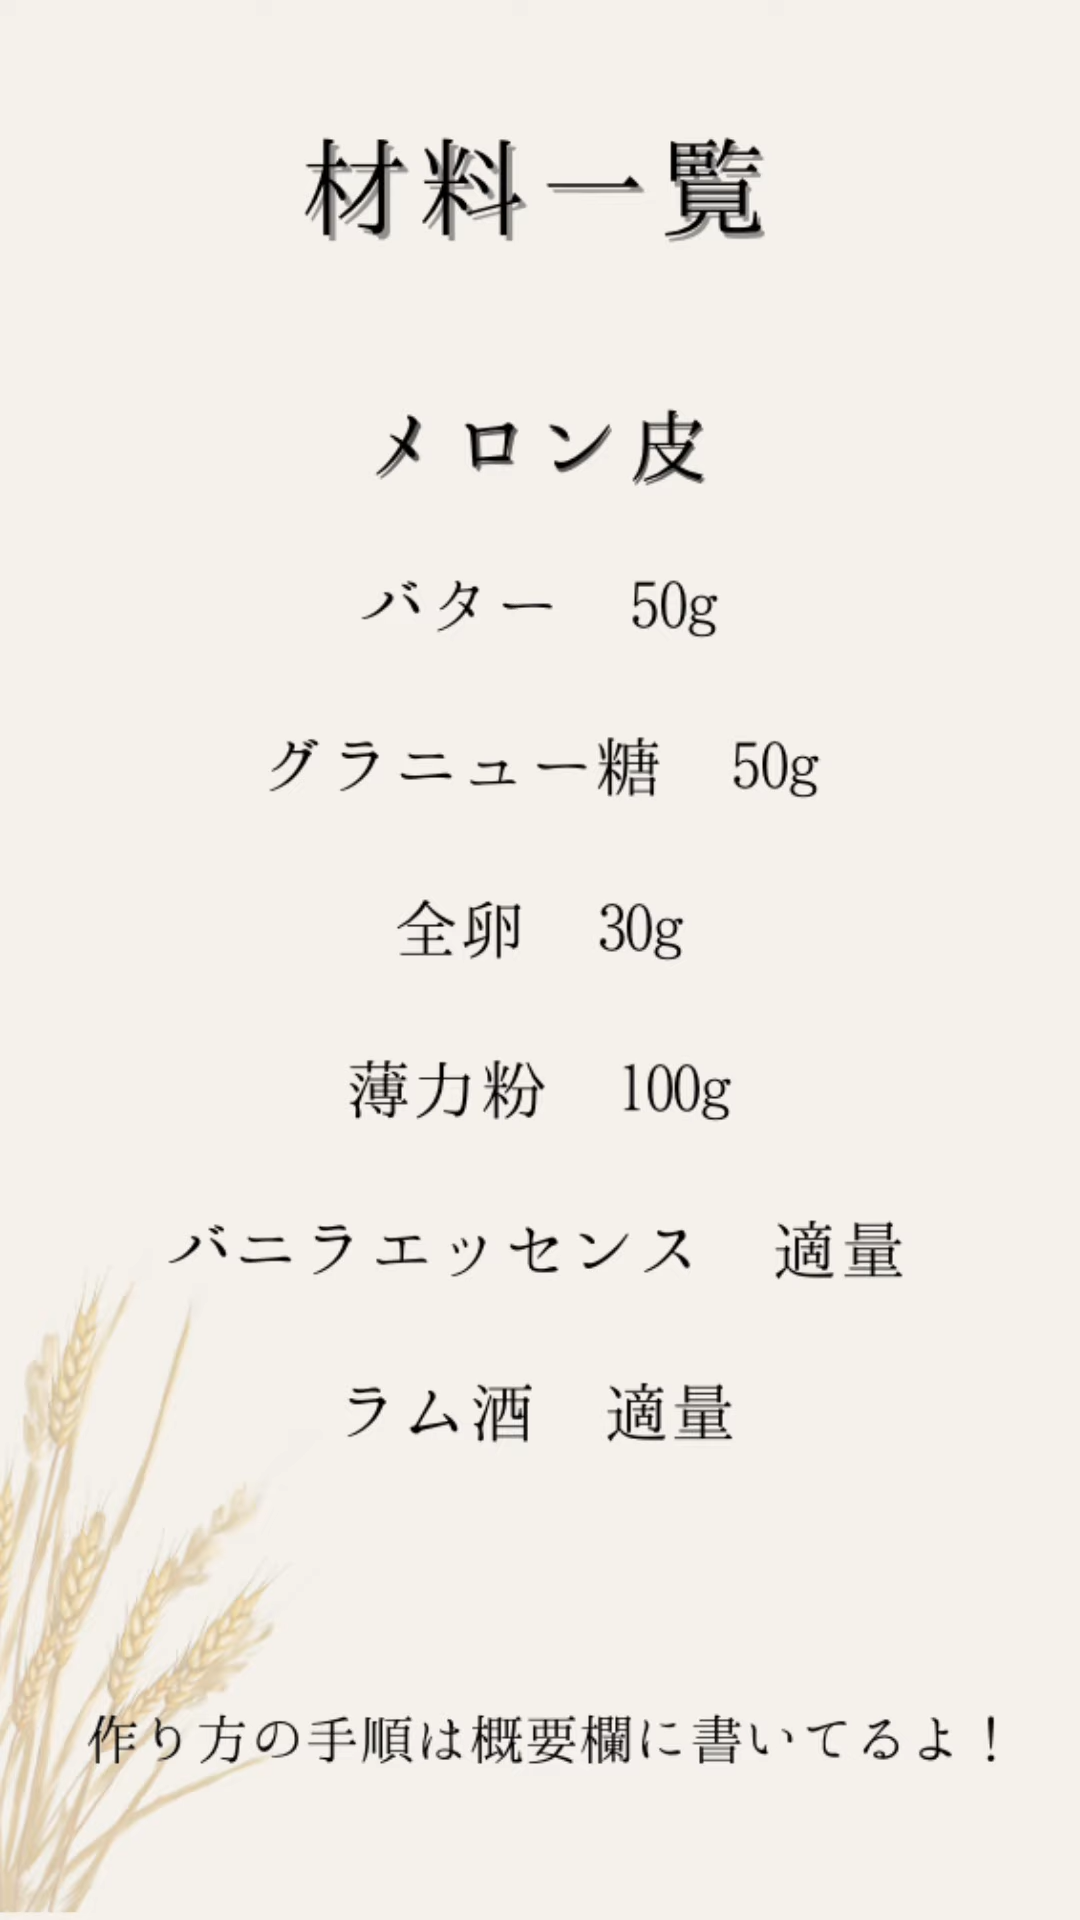 材料一覧
メロン皮
バター　50g
グラニュー糖　50g
全卵　30g
薄力粉　100g
バニラエッセンス　適量
ラム酒　適量
作り方の手順は概要欄に書いてるよ！